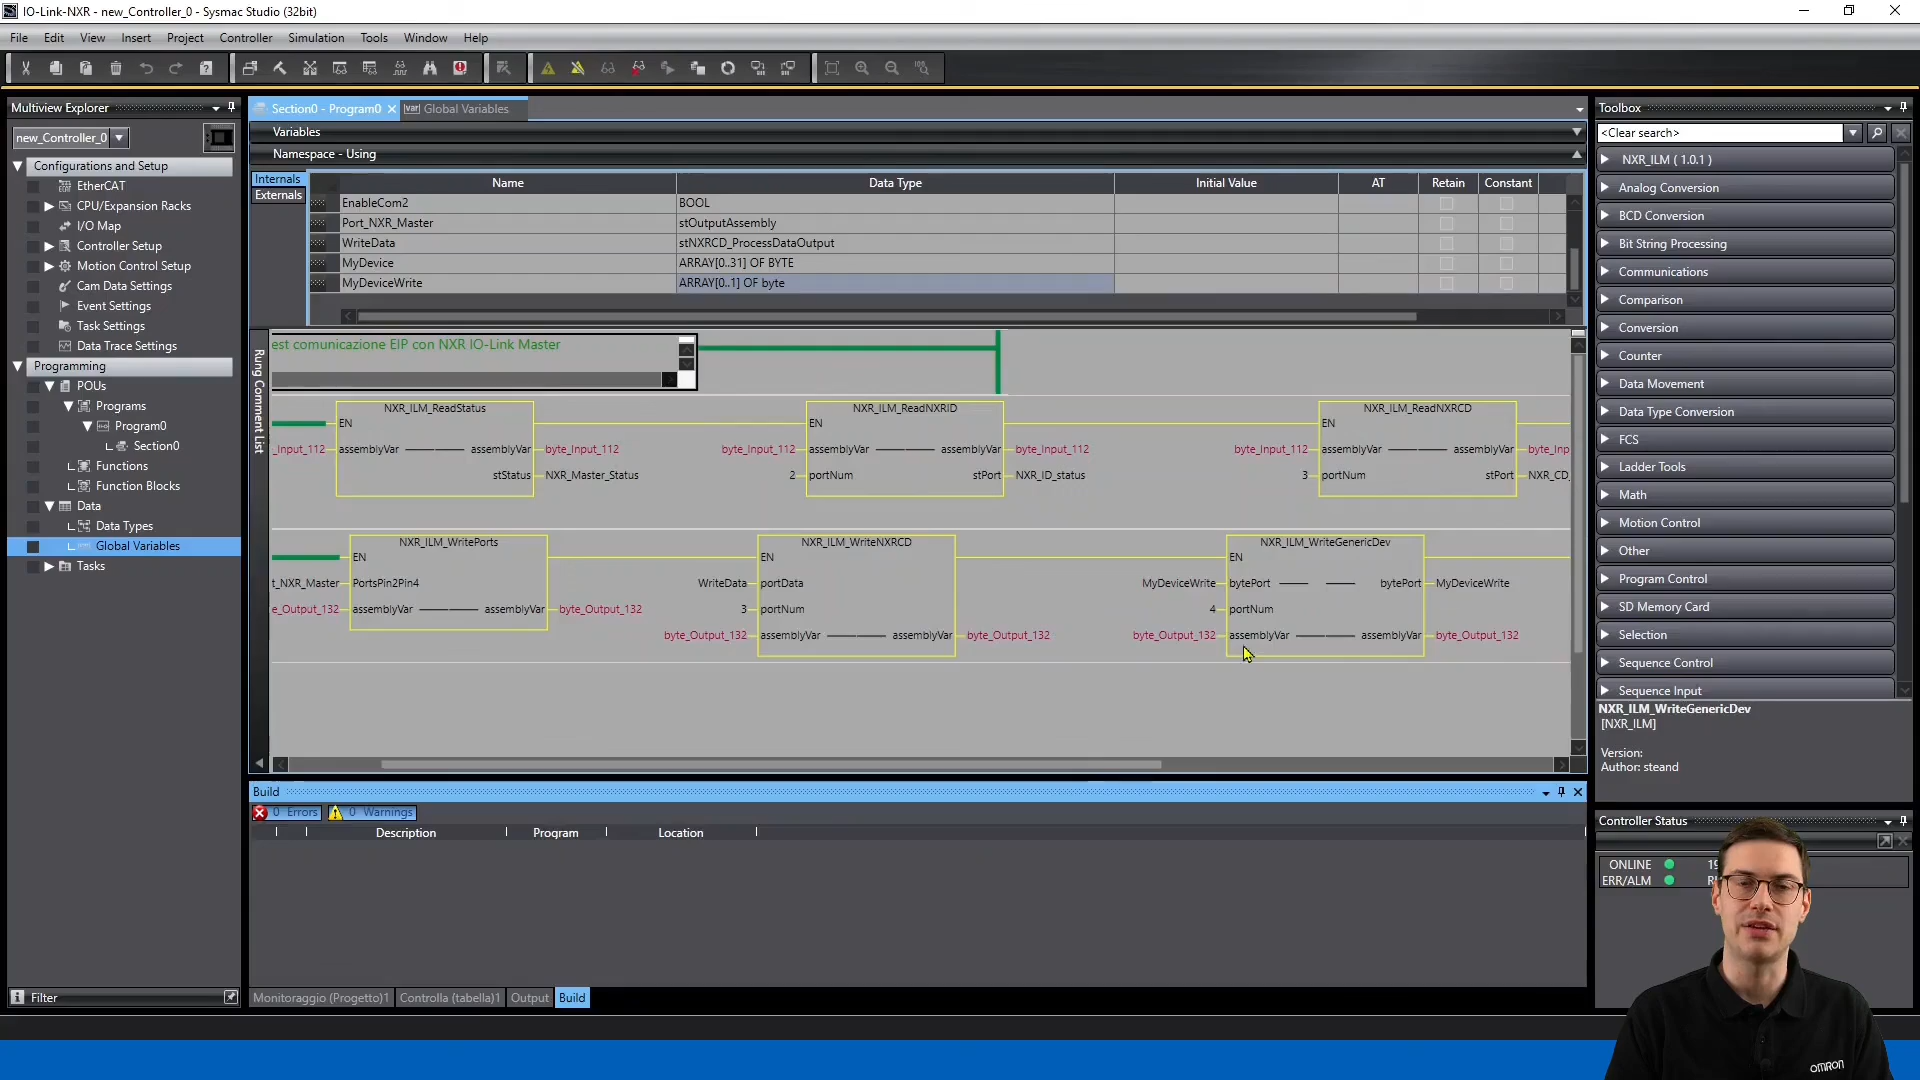 IO-Link-NXR - new_Controller_0 - Sysmac Studio (32bit)
File Edit View Insert Project Controller Simulation Tools Window Help
Multiview Explorer
new_Controller_0
Configurations and Setup
EtherCAT
CPU/Expansion Racks
I/O Map
Controller Setup
Motion Control Setup
Cam Data Settings
Event Settings
Task Settings
Data Trace Settings
Programming
POUs
Programs
Program0
Section0
Functions
Function Blocks
Data
Data Types
Global Variables
Tasks
Filter
Section0 - Program0 Global Variables
Variables
Namespace - Using
Internals
Externals
Name Data Type Initial Value AT Retain Constant
EnableCom2 BOOL
Port_NXR_Master stOutputAssembly
WriteData stNXRCD_ProcessDataOutput
MyDevice ARRAY[0..31] OF BYTE
MyDeviceWrite ARRAY[0..1] OF byte
Rung Comment List
est comunicazione EIP con NXR IO-Link Master
NXR_ILM_ReadStatus NXR_ILM_ReadNXRID NXR_ILM_ReadNXRCD
EN EN EN
_Input_112 assemblyVar assemblyVar byte_Input_112 byte_Input_112 assemblyVar assemblyVar byte_Input_112 byte_Input_112 assemblyVar assemblyVar byte_Inp
stStatus NXR_Master_Status 2 portNum stPort NXR_ID_status 3 portNum stPort NXR_CD_
NXR_ILM_WritePorts NXR_ILM_WriteNXRCD NXR_ILM_WriteGenericDev
EN EN EN
t_NXR_Master PortsPin2Pin4 WriteData portData MyDeviceWrite bytePort bytePort MyDeviceWrite
e_Output_132 assemblyVar assemblyVar byte_Output_132 3 portNum 4 portNum
byte_Output_132 assemblyVar assemblyVar byte_Output_132 byte_Output_132 assemblyVar assemblyVar byte_Output_132
Build
0 Errors 0 Warnings
Description Program Location
Monitoraggio (Progetto)1 Controlla (tabella)1 Output Build
Toolbox
<Clear search>
NXR_ILM ( 1.0.1 )
Analog Conversion
BCD Conversion
Bit String Processing
Communications
Comparison
Conversion
Counter
Data Movement
Data Type Conversion
FCS
Ladder Tools
Math
Motion Control
Other
Program Control
SD Memory Card
Selection
Sequence Control
Sequence Input
NXR_ILM_WriteGenericDev
[NXR_ILM]
Version:
Author: steand
Controller Status
ONLINE 19
ERR/ALM R
OMRON